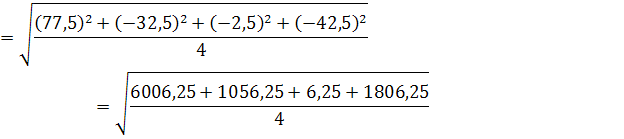 = √(((77,5)² + (−32,5)² + (−2,5)² + (−42,5)²) / 4)
= √((6006,25 + 1056,25 + 6,25 + 1806,25) / 4)